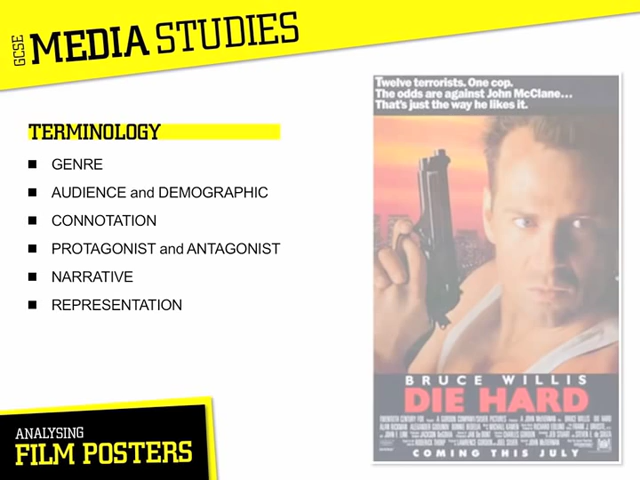 GCSE MEDIA STUDIES
TERMINOLOGY
GENRE
AUDIENCE and DEMOGRAPHIC
CONNOTATION
PROTAGONIST and ANTAGONIST
NARRATIVE
REPRESENTATION
ANALYSING
FILM POSTERS
Twelve terrorists. One cop.
The odds are against John McClane...
That's just the way he likes it.
BRUCE WILLIS
DIE HARD
COMING THIS JULY